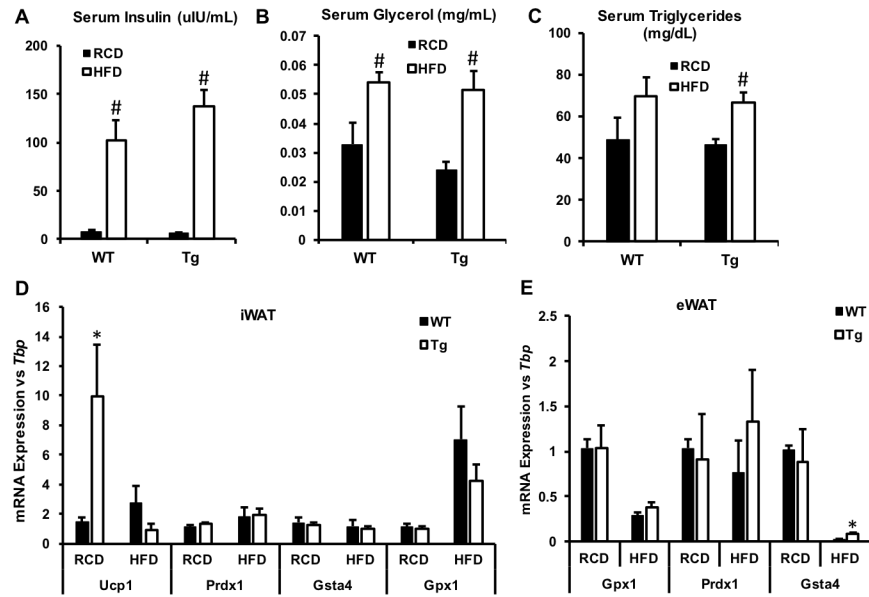 A
Serum Insulin (uIU/mL)
200
150
100
50
0
RCD
HFD
#
#
WT
Tg
B
Serum Glycerol (mg/mL)
0.07
0.06
0.05
0.04
0.03
0.02
0.01
0
RCD
HFD
#
#
WT
Tg
C
Serum Triglycerides
(mg/dL)
100
80
60
40
20
0
RCD
HFD
#
WT
Tg
D
iWAT
mRNA Expression vs Tbp
16
14
12
10
8
6
4
2
0
*
WT
Tg
RCD HFD RCD HFD RCD HFD RCD HFD
Ucp1 Prdx1 Gsta4 Gpx1
E
eWAT
mRNA Expression vs Tbp
2.5
2
1.5
1
0.5
0
WT
Tg
*
RCD HFD RCD HFD RCD HFD
Gpx1 Prdx1 Gsta4